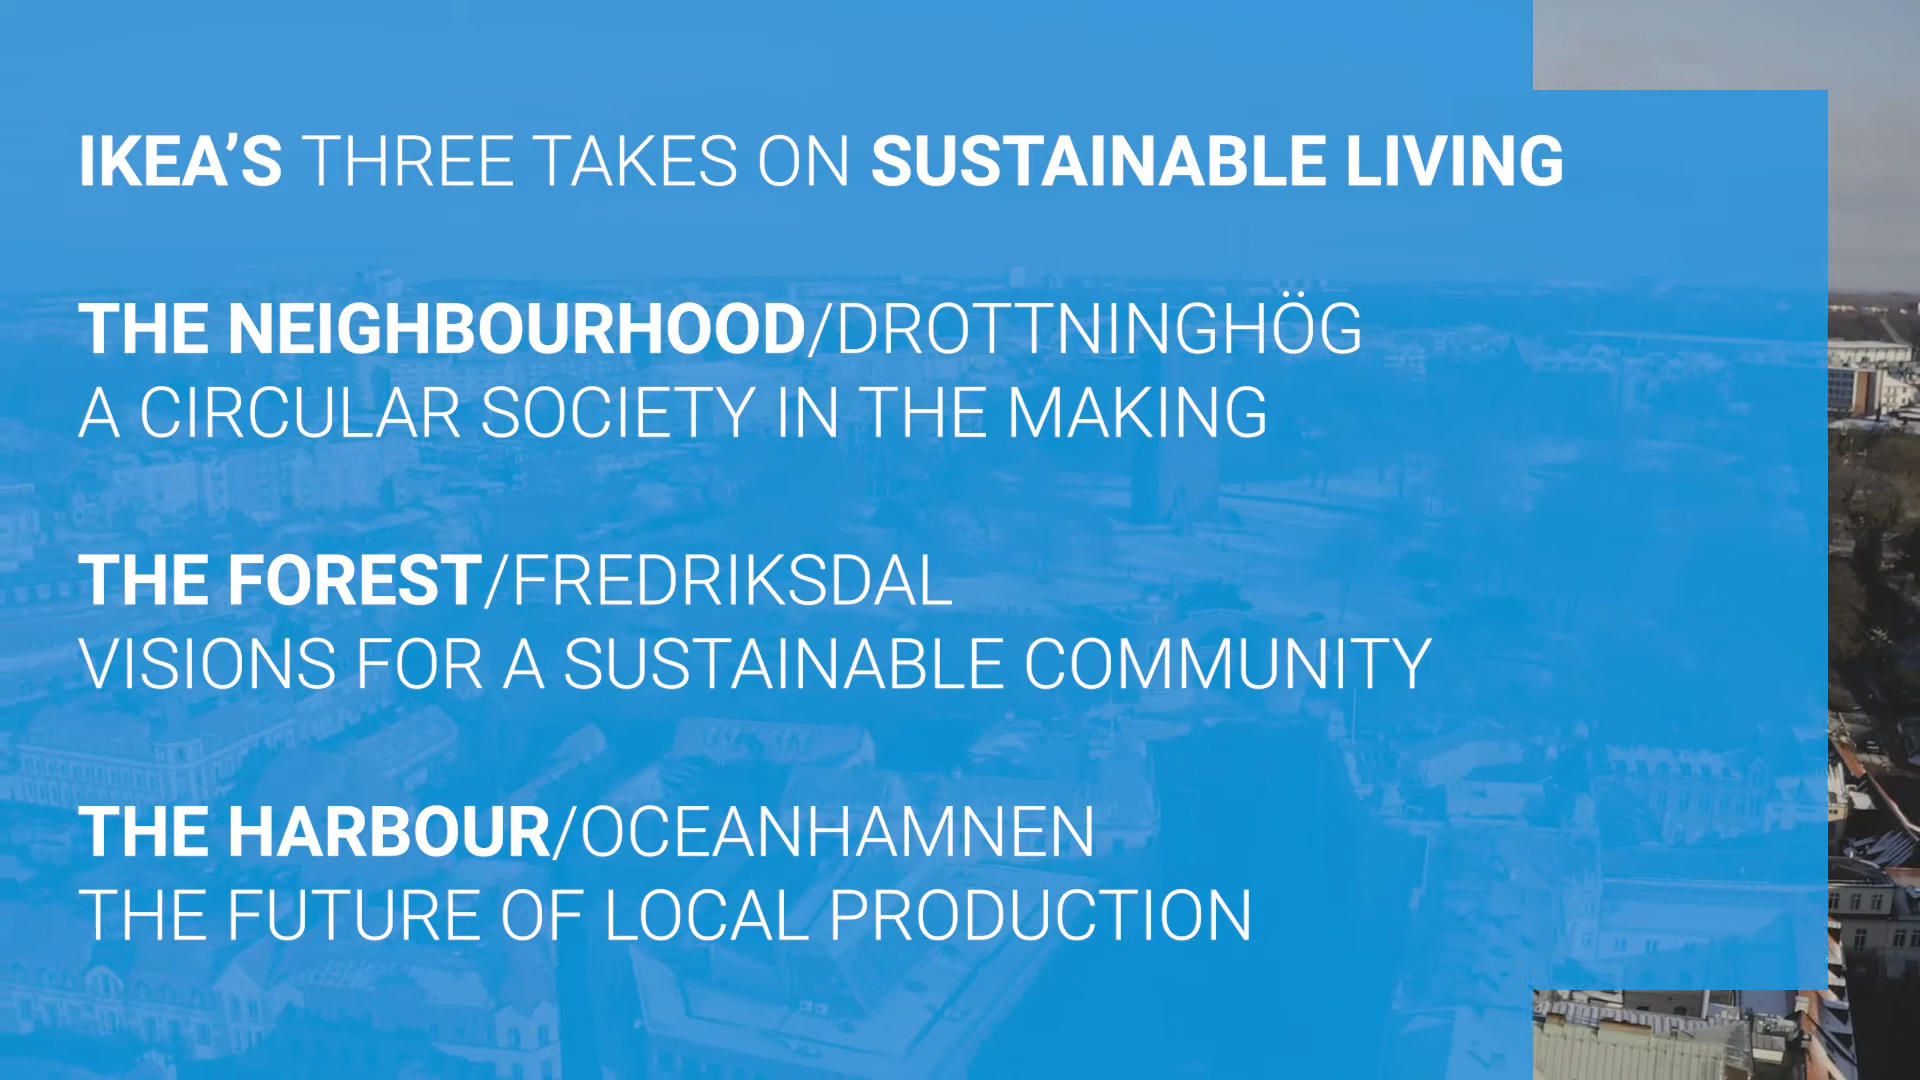 IKEA’S THREE TAKES ON SUSTAINABLE LIVING
THE NEIGHBOURHOOD/DROTTNINGHÖG
A CIRCULAR SOCIETY IN THE MAKING
THE FOREST/FREDRIKSDAL
VISIONS FOR A SUSTAINABLE COMMUNITY
THE HARBOUR/OCEANHAMNEN
THE FUTURE OF LOCAL PRODUCTION